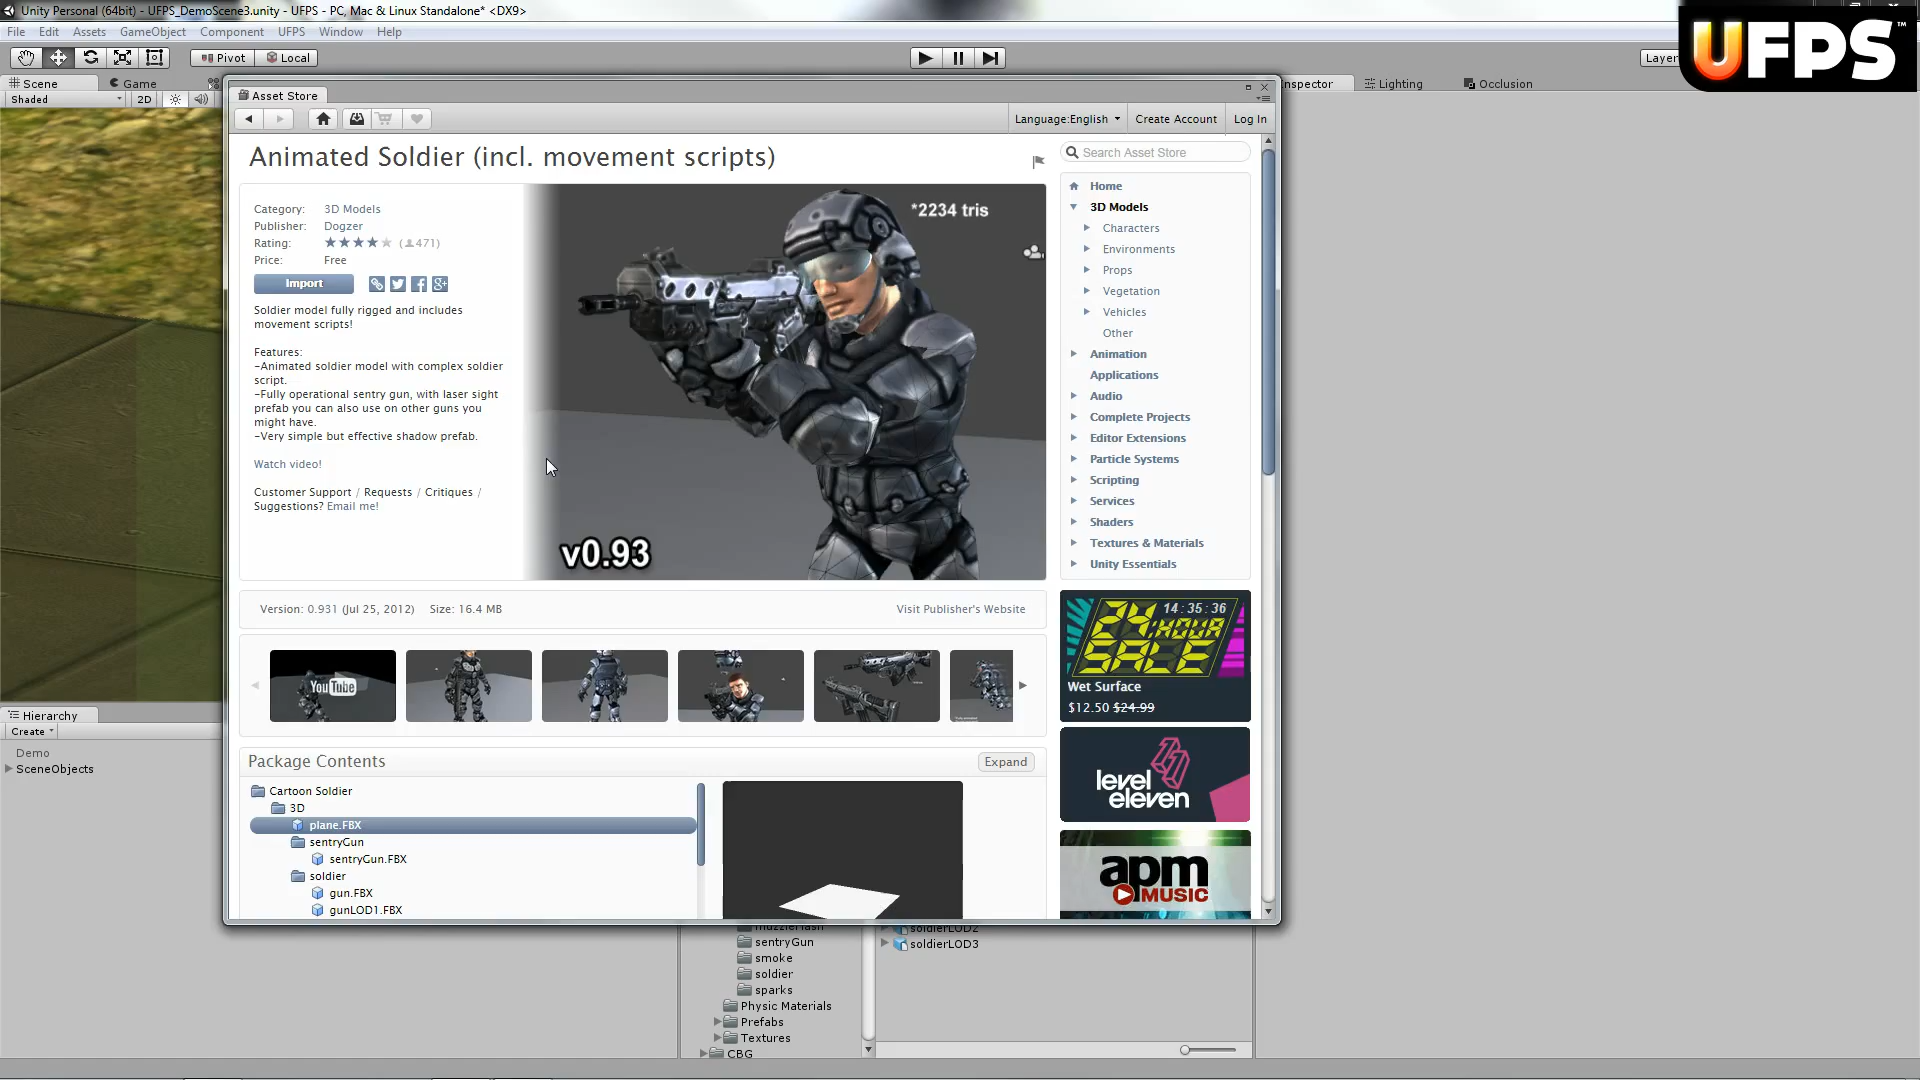 Unity Personal (64bit) - UFPS_DemoScene3.unity - UFPS - PC, Mac & Linux Standalone* <DX9>
File Edit Assets GameObject Component UFPS Window Help
UFPS™
Pivot Local
Layer
Scene Game
Shaded 2D
Inspector Lighting Occlusion
Asset Store
Language:English Create Account Log In
Animated Soldier (incl. movement scripts)
Search Asset Store
Category: 3D Models
Publisher: Dogzer
Rating: ★★★★★ (471)
Price: Free
Import
Soldier model fully rigged and includes
movement scripts!
Features:
-Animated soldier model with complex soldier
script.
-Fully operational sentry gun, with laser sight
prefab you can also use on other guns you
might have.
-Very simple but effective shadow prefab.
Watch video!
Customer Support / Requests / Critiques /
Suggestions? Email me!
*2234 tris
v0.93
Home
3D Models
Characters
Environments
Props
Vegetation
Vehicles
Other
Animation
Applications
Audio
Complete Projects
Editor Extensions
Particle Systems
Scripting
Services
Shaders
Textures & Materials
Unity Essentials
Version: 0.931 (Jul 25, 2012) Size: 16.4 MB
Visit Publisher's Website
14:35:36
24:HOUR
SALE
Wet Surface
$12.50 $24.99
YouTube
level
eleven
apm
MUSIC
Package Contents
Expand
Cartoon Soldier
3D
plane.FBX
sentryGun
sentryGun.FBX
soldier
gun.FBX
gunLOD1.FBX
Hierarchy
Create
Demo
SceneObjects
muzzleFlash
sentryGun
smoke
soldier
sparks
Physic Materials
Prefabs
Textures
CBG
soldierLOD2
soldierLOD3